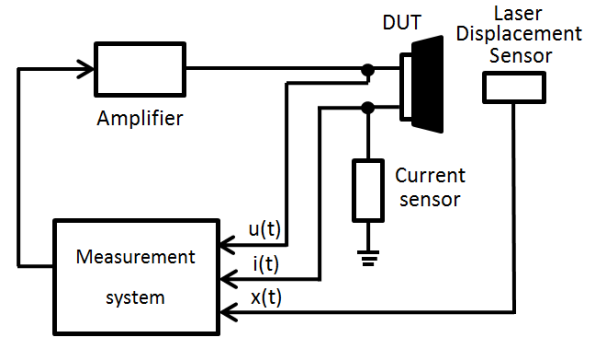 DUT
Laser
Displacement
Sensor
Amplifier
Current
sensor
u(t)
i(t)
x(t)
Measurement
system